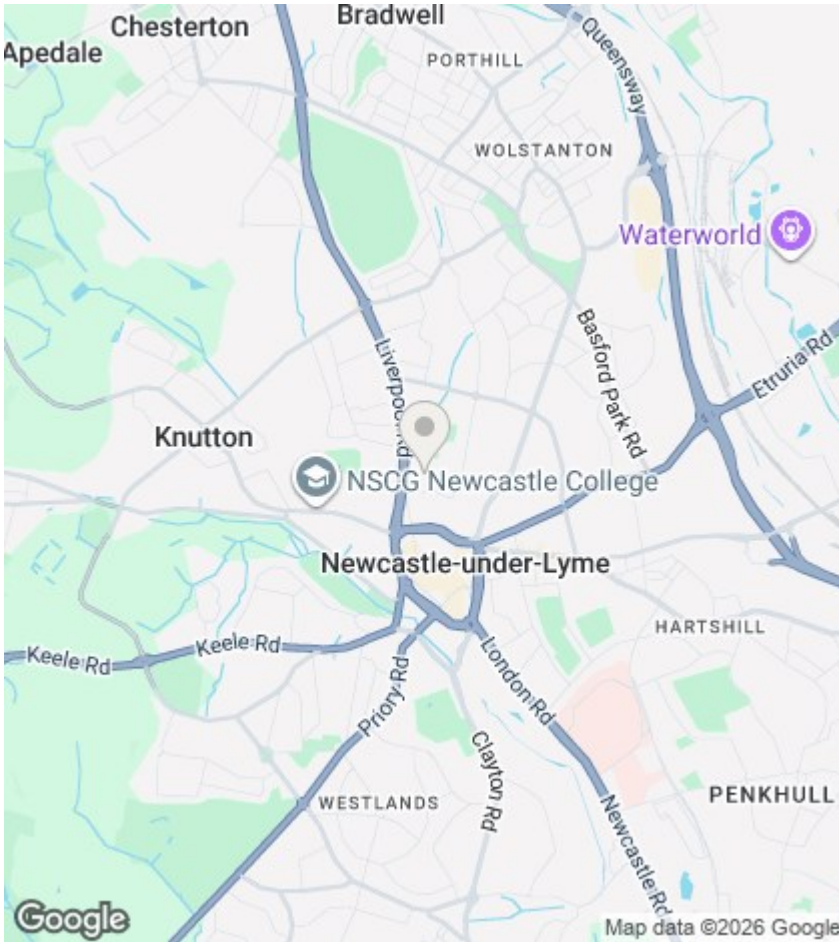 Bradwell
Chesterton
Apedale
PORTHILL
Queensway
WOLSTANTON
Waterworld
Basford Park Rd
Etruria Rd
Liverpool Rd
Knutton
NSCG Newcastle College
Newcastle-under-Lyme
HARTSHILL
Keele Rd
Keele Rd
Priory Rd
London Rd
Clayton Rd
WESTLANDS
PENKHULL
Newcastle Rd
Google
Map data ©2026 Google